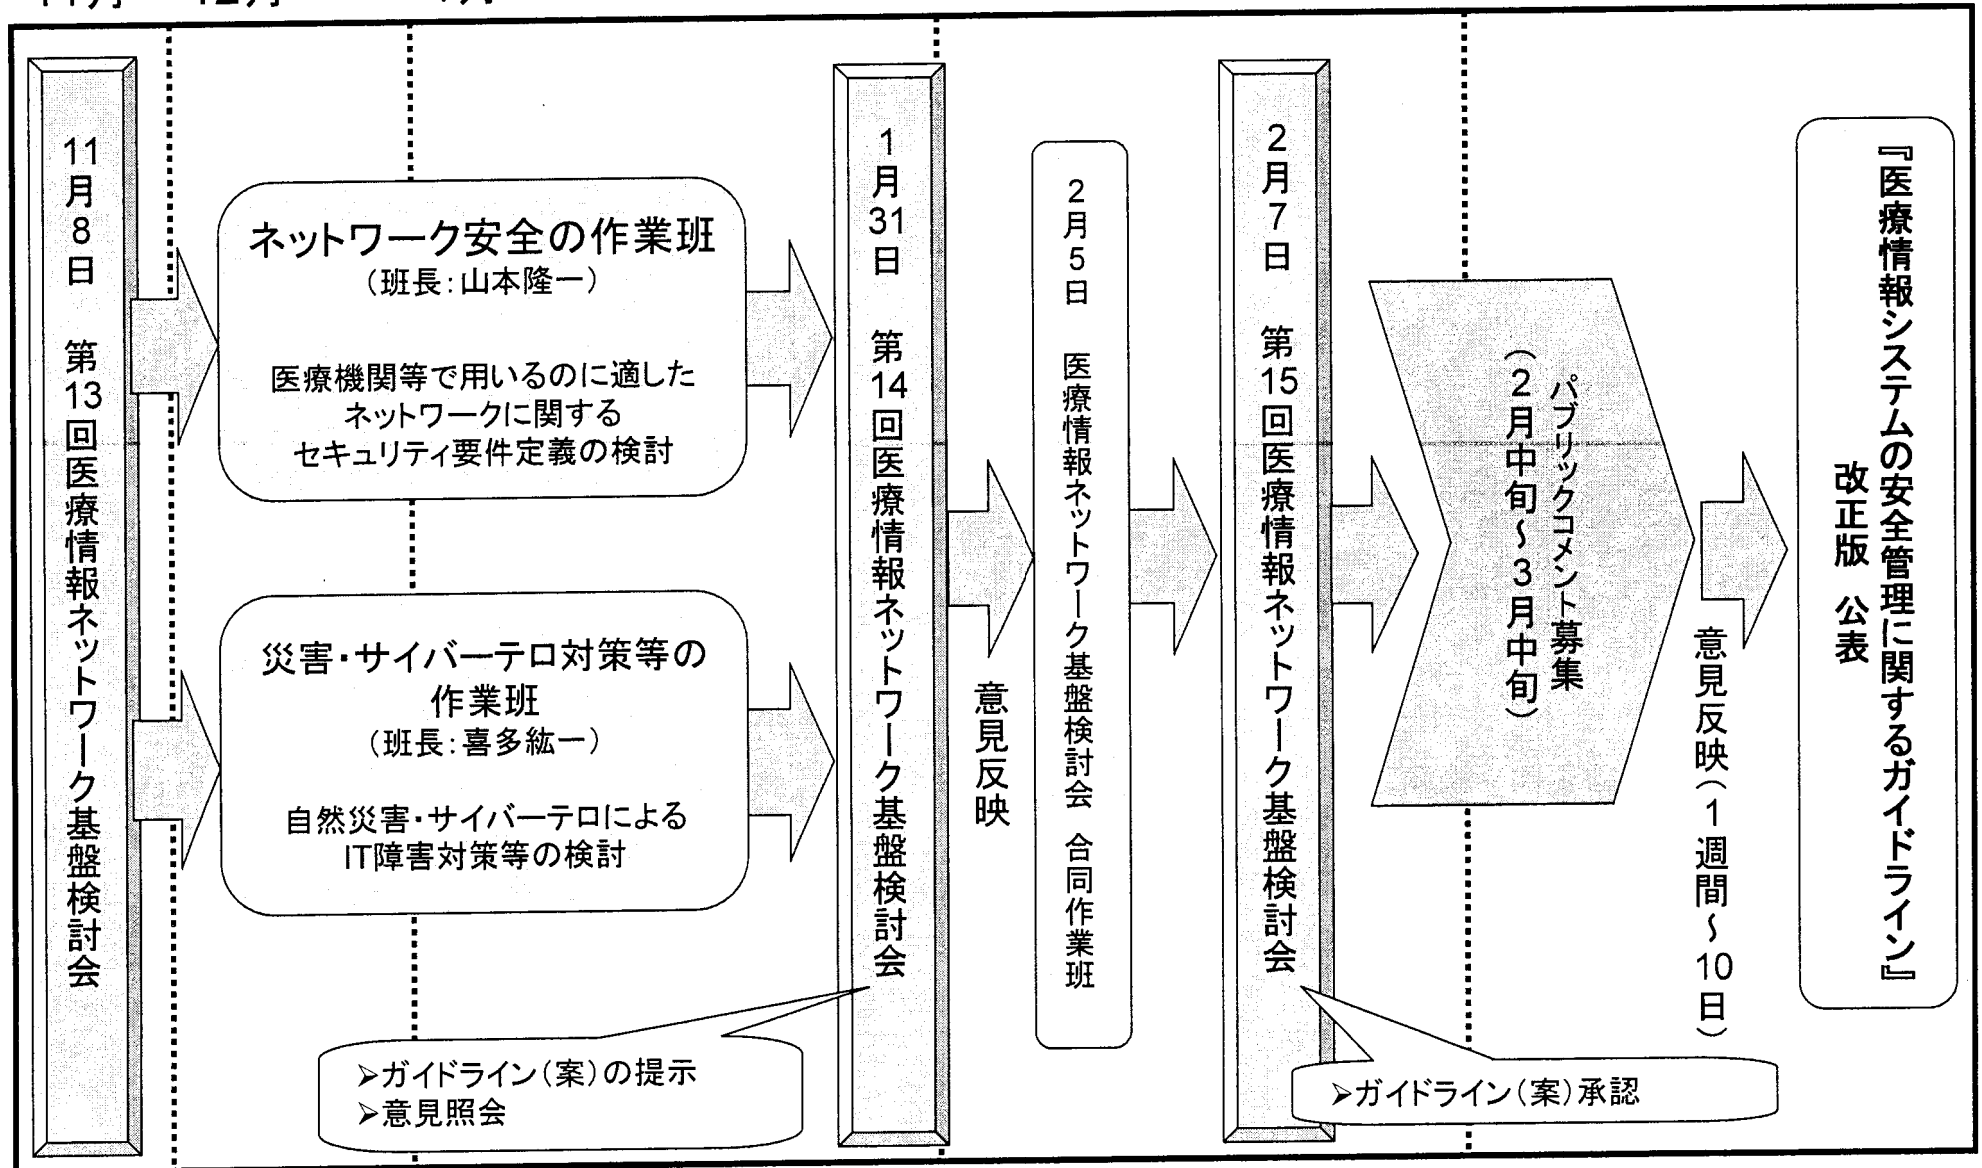 11月 12月 1月
11月8日 第13回医療情報ネットワーク基盤検討会
ネットワーク安全の作業班
（班長：山本隆一）
医療機関等で用いるのに適した
ネットワークに関する
セキュリティ要件定義の検討
災害・サイバーテロ対策等の
作業班
（班長：喜多紘一）
自然災害・サイバーテロによる
IT障害対策等の検討
1月31日 第14回医療情報ネットワーク基盤検討会
➢ガイドライン（案）の提示
➢意見照会
意見反映
2月5日 医療情報ネットワーク基盤検討会 合同作業班
2月7日 第15回医療情報ネットワーク基盤検討会
➢ガイドライン（案）承認
パブリックコメント募集
（2月中旬～3月中旬）
意見反映（1週間～10日）
『医療情報システムの安全管理に関するガイドライン』
改正版 公表